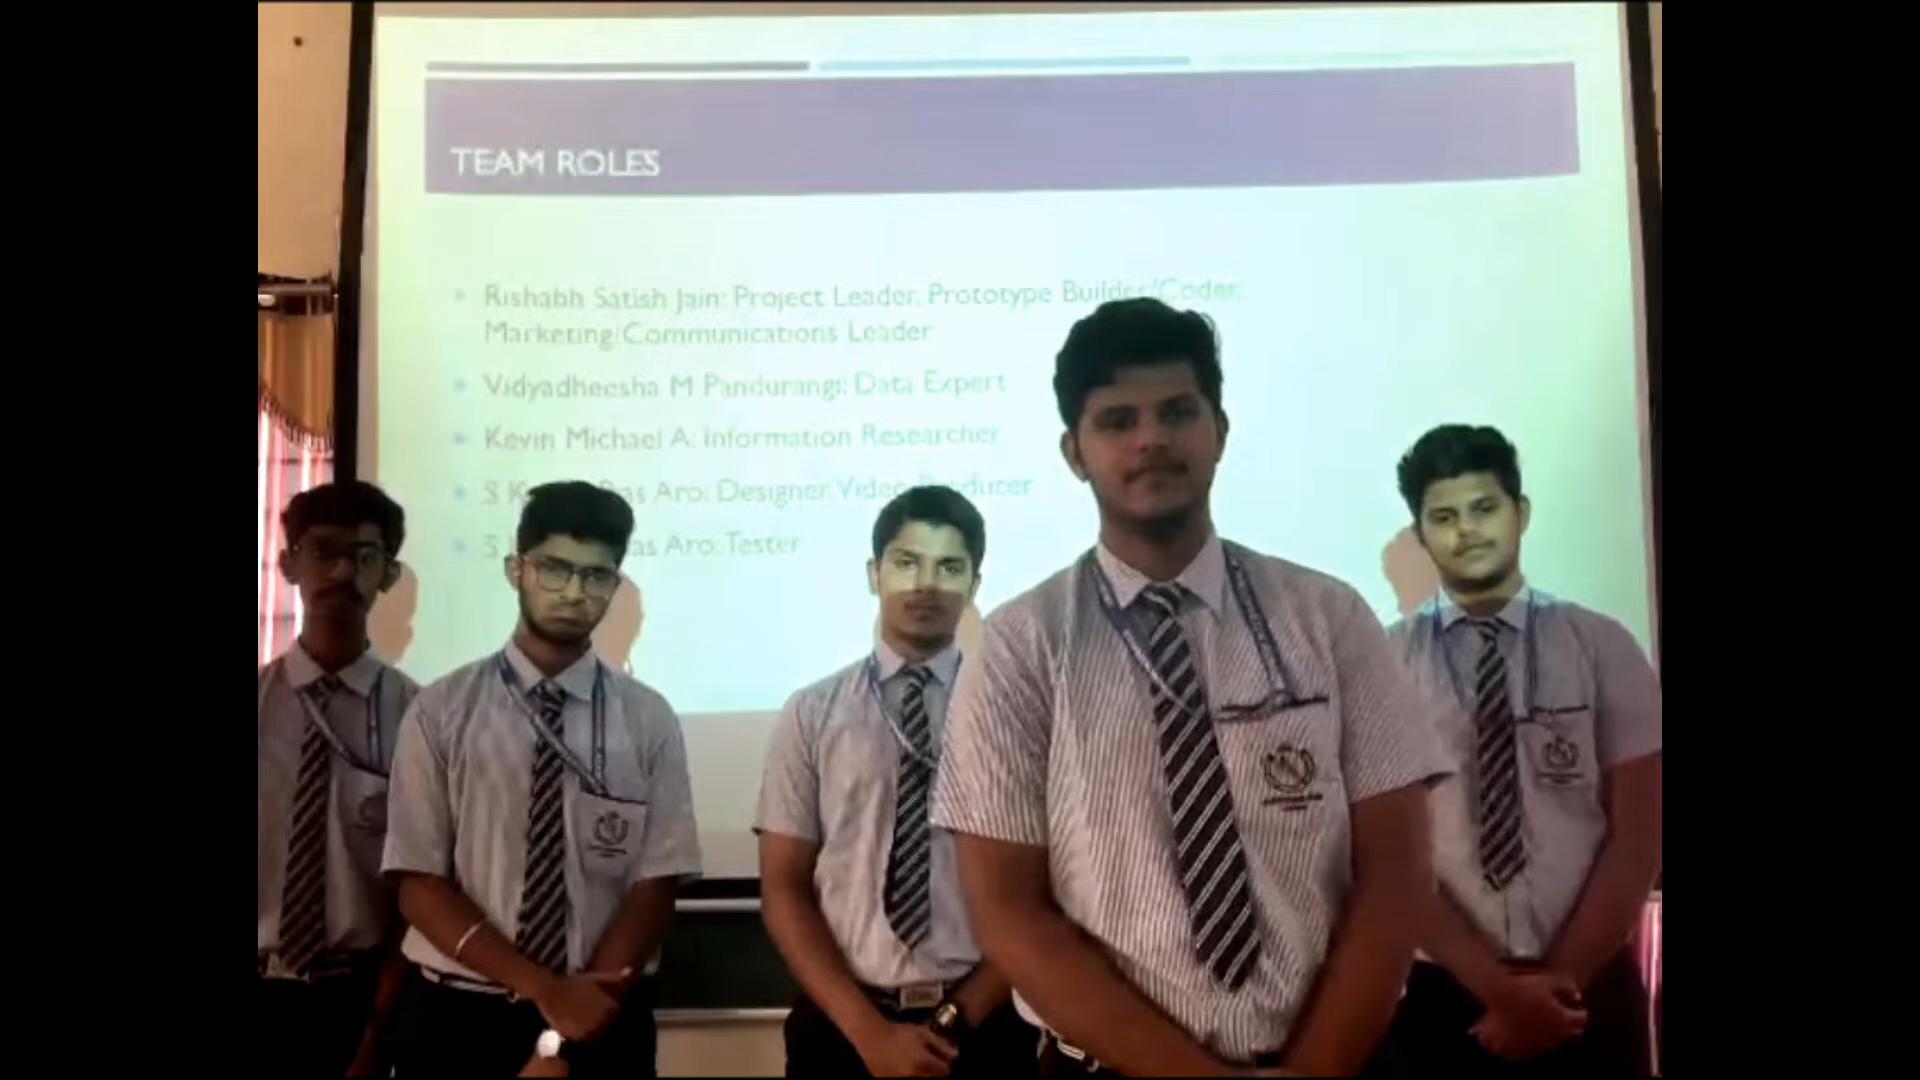 TEAM ROLES
Rishabh Satish Jain: Project Leader, Prototype Builder/Coder,
Marketing/Communications Leader
Vidyadheesha M Pandurangi: Data Expert
Kevin Michael A: Information Researcher
S Aro: Designer, Video Producer
S Aro: Tester